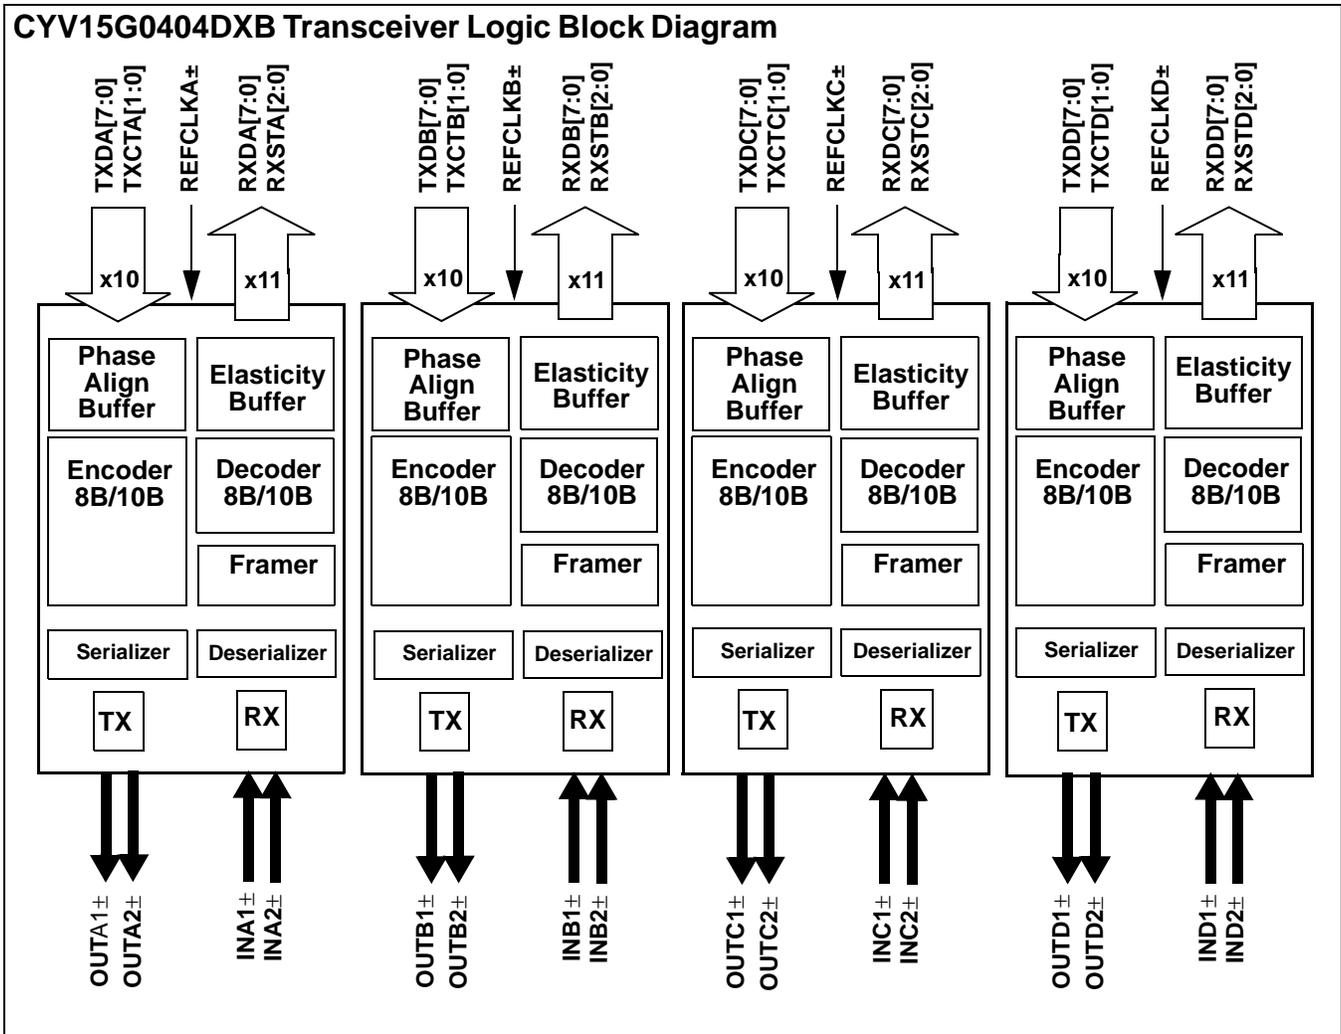 CYV15G0404DXB Transceiver Logic Block Diagram
TXDA[7:0]
TXCTA[1:0]
REFCLKA±
RXDA[7:0]
RXSTA[2:0]
TXDB[7:0]
TXCTB[1:0]
REFCLKB±
RXDB[7:0]
RXSTB[2:0]
TXDC[7:0]
TXCTC[1:0]
REFCLKC±
RXDC[7:0]
RXSTC[2:0]
TXDD[7:0]
TXCTD[1:0]
REFCLKD±
RXDD[7:0]
RXSTD[2:0]
x10
x11
x10
x11
x10
x11
x10
x11
Phase
Align
Buffer
Elasticity
Buffer
Encoder
8B/10B
Decoder
8B/10B
Framer
Serializer
Deserializer
TX
RX
Phase
Align
Buffer
Elasticity
Buffer
Encoder
8B/10B
Decoder
8B/10B
Framer
Serializer
Deserializer
TX
RX
Phase
Align
Buffer
Elasticity
Buffer
Encoder
8B/10B
Decoder
8B/10B
Framer
Serializer
Deserializer
TX
RX
Phase
Align
Buffer
Elasticity
Buffer
Encoder
8B/10B
Decoder
8B/10B
Framer
Serializer
Deserializer
TX
RX
OUTA1±
OUTA2±
INA1±
INA2±
OUTB1±
OUTB2±
INB1±
INB2±
OUTC1±
OUTC2±
INC1±
INC2±
OUTD1±
OUTD2±
IND1±
IND2±